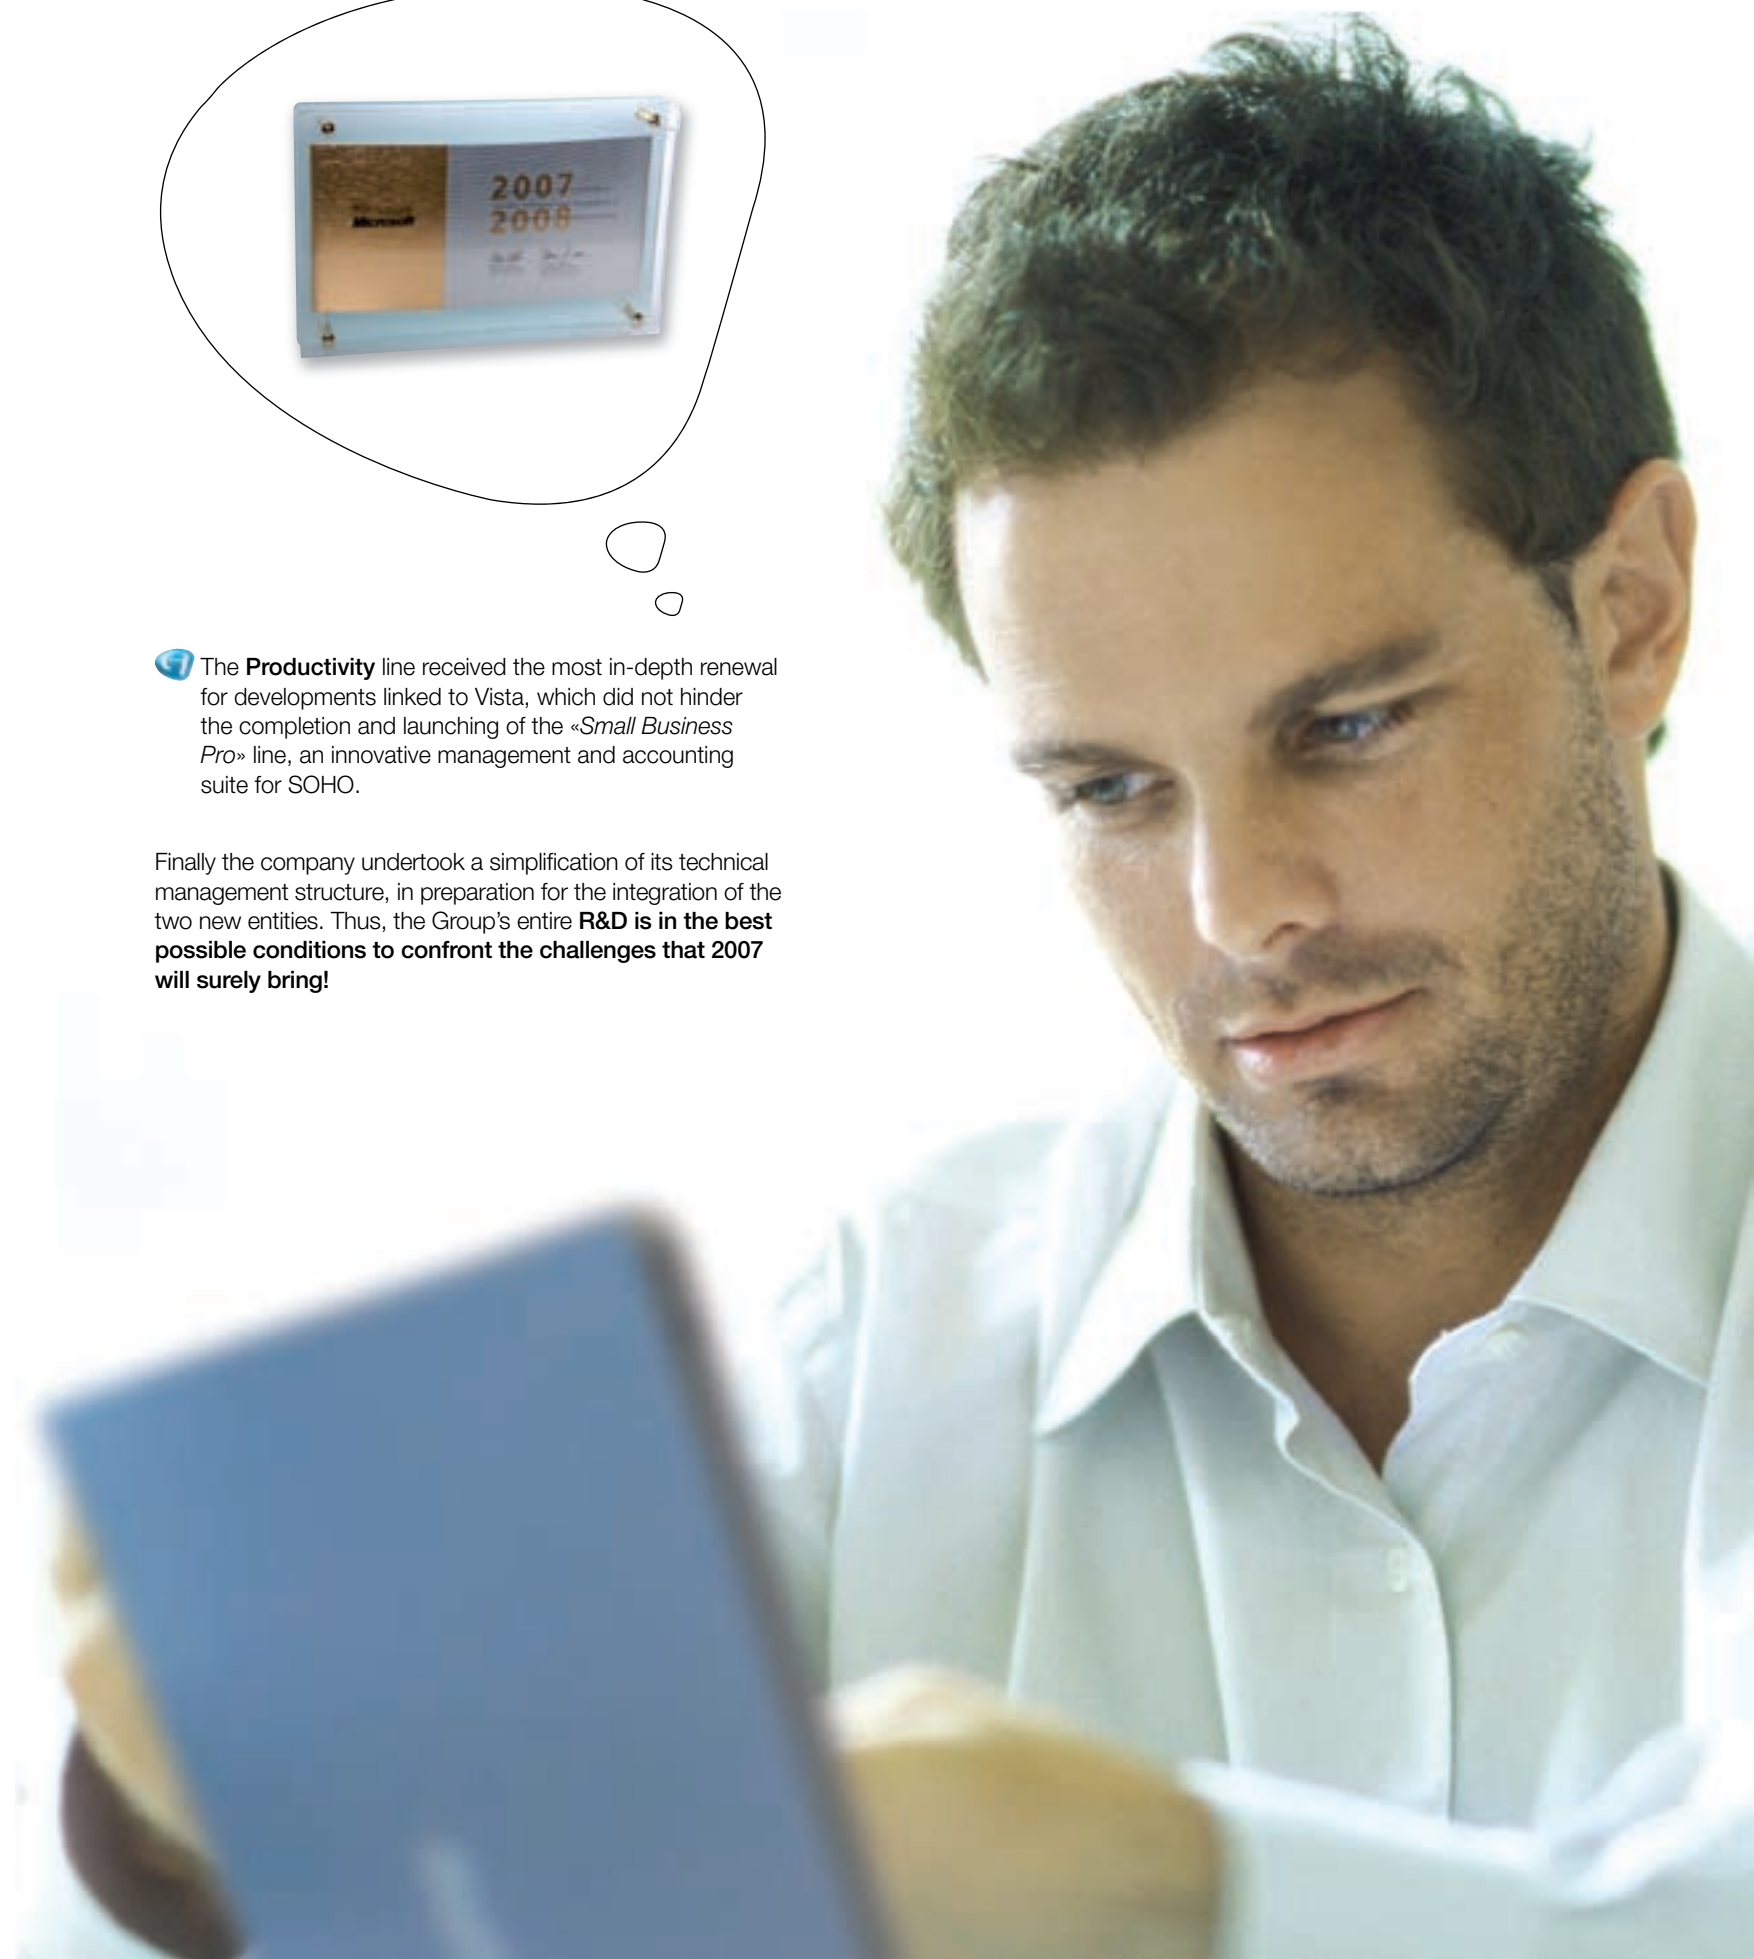 Microsoft
2007
2008
The Productivity line received the most in-depth renewal
for developments linked to Vista, which did not hinder
the completion and launching of the «Small Business
Pro» line, an innovative management and accounting
suite for SOHO.
Finally the company undertook a simplification of its technical
management structure, in preparation for the integration of the
two new entities. Thus, the Group's entire R&D is in the best
possible conditions to confront the challenges that 2007
will surely bring!